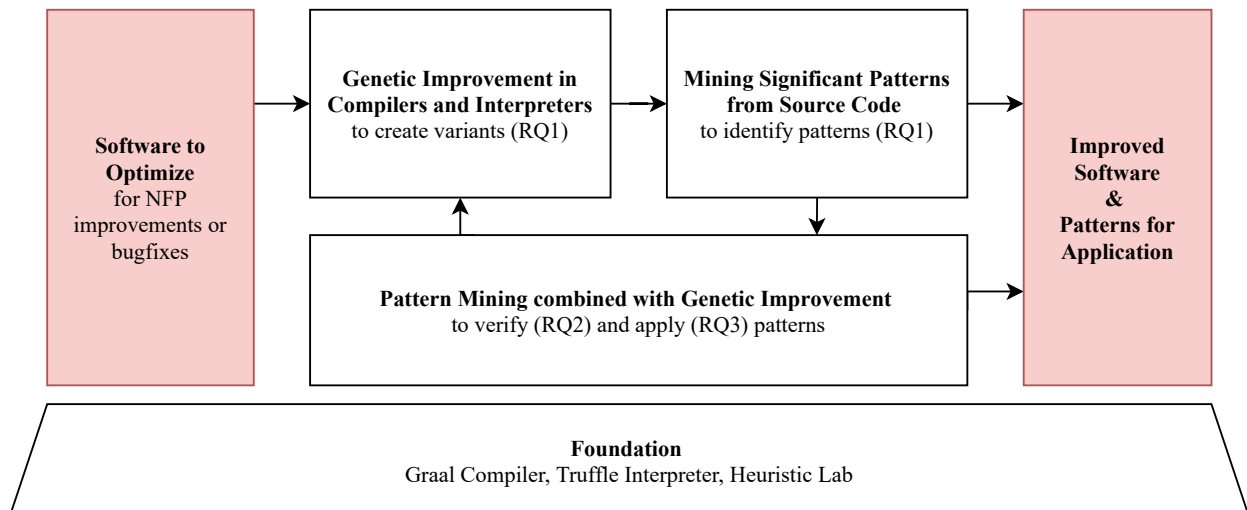 Software to
Optimize
for NFP
improvements or
bugfixes
Genetic Improvement in
Compilers and Interpreters
to create variants (RQ1)
Mining Significant Patterns
from Source Code
to identify patterns (RQ1)
Pattern Mining combined with Genetic Improvement
to verify (RQ2) and apply (RQ3) patterns
Improved
Software
&
Patterns for
Application
Foundation
Graal Compiler, Truffle Interpreter, Heuristic Lab